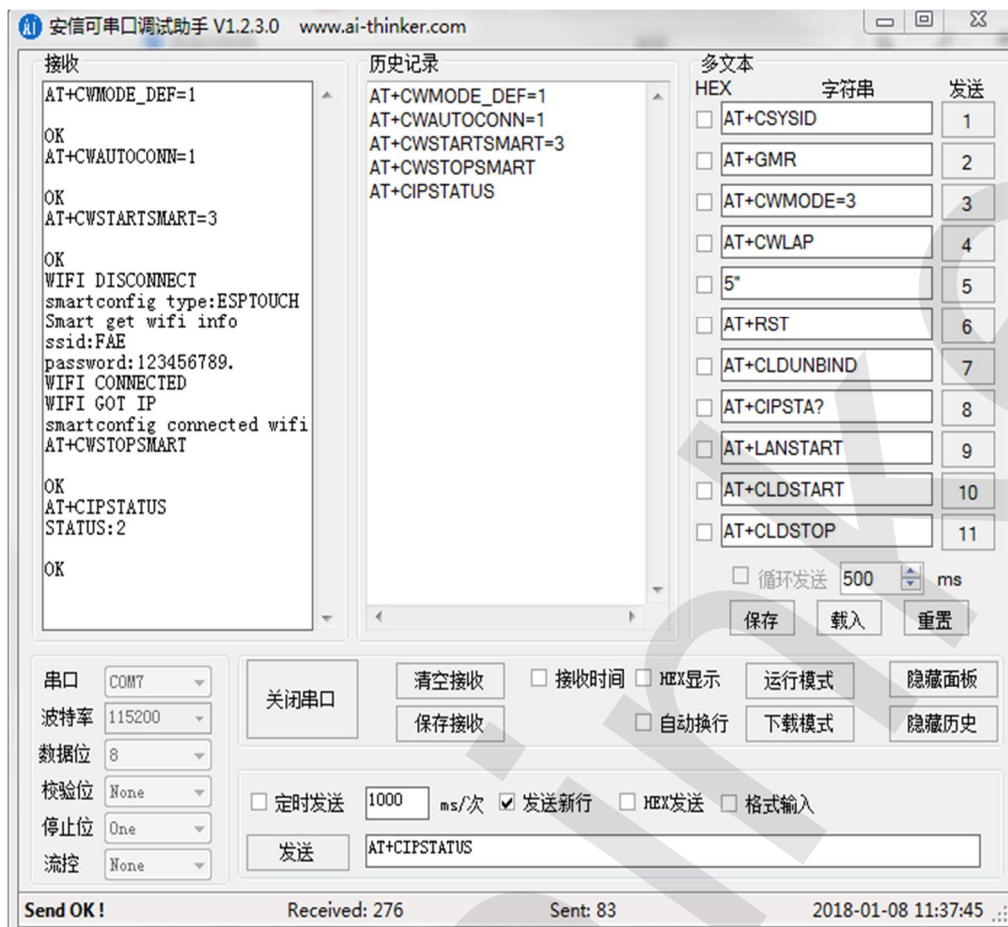 安信可串口调试助手 V1.2.3.0 www.ai-thinker.com
接收
AT+CWMODE_DEF=1
OK
AT+CWAUTOCONN=1
OK
AT+CWSTARTSMART=3
OK
WIFI DISCONNECT
smartconfig type:ESPTOUCH
Smart get wifi info
ssid:FAE
password:123456789.
WIFI CONNECTED
WIFI GOT IP
smartconfig connected wifi
AT+CWSTOPSMART
OK
AT+CIPSTATUS
STATUS:2
OK
历史记录
AT+CWMODE_DEF=1
AT+CWAUTOCONN=1
AT+CWSTARTSMART=3
AT+CWSTOPSMART
AT+CIPSTATUS
多文本
HEX 字符串 发送
AT+CSYSID 1
AT+GMR 2
AT+CWMODE=3 3
AT+CWLAP 4
5" 5
AT+RST 6
AT+CLDUNBIND 7
AT+CIPSTA? 8
AT+LANSTART 9
AT+CLDSTART 10
AT+CLDSTOP 11
循环发送 500 ms
保存 载入 重置
串口 COM7
波特率 115200
数据位 8
校验位 None
停止位 One
流控 None
关闭串口
清空接收 接收时间 HEX显示 运行模式 隐藏面板
保存接收 自动换行 下载模式 隐藏历史
定时发送 1000 ms/次 发送新行 HEX发送 格式输入
发送 AT+CIPSTATUS
Send OK! Received: 276 Sent: 83 2018-01-08 11:37:45